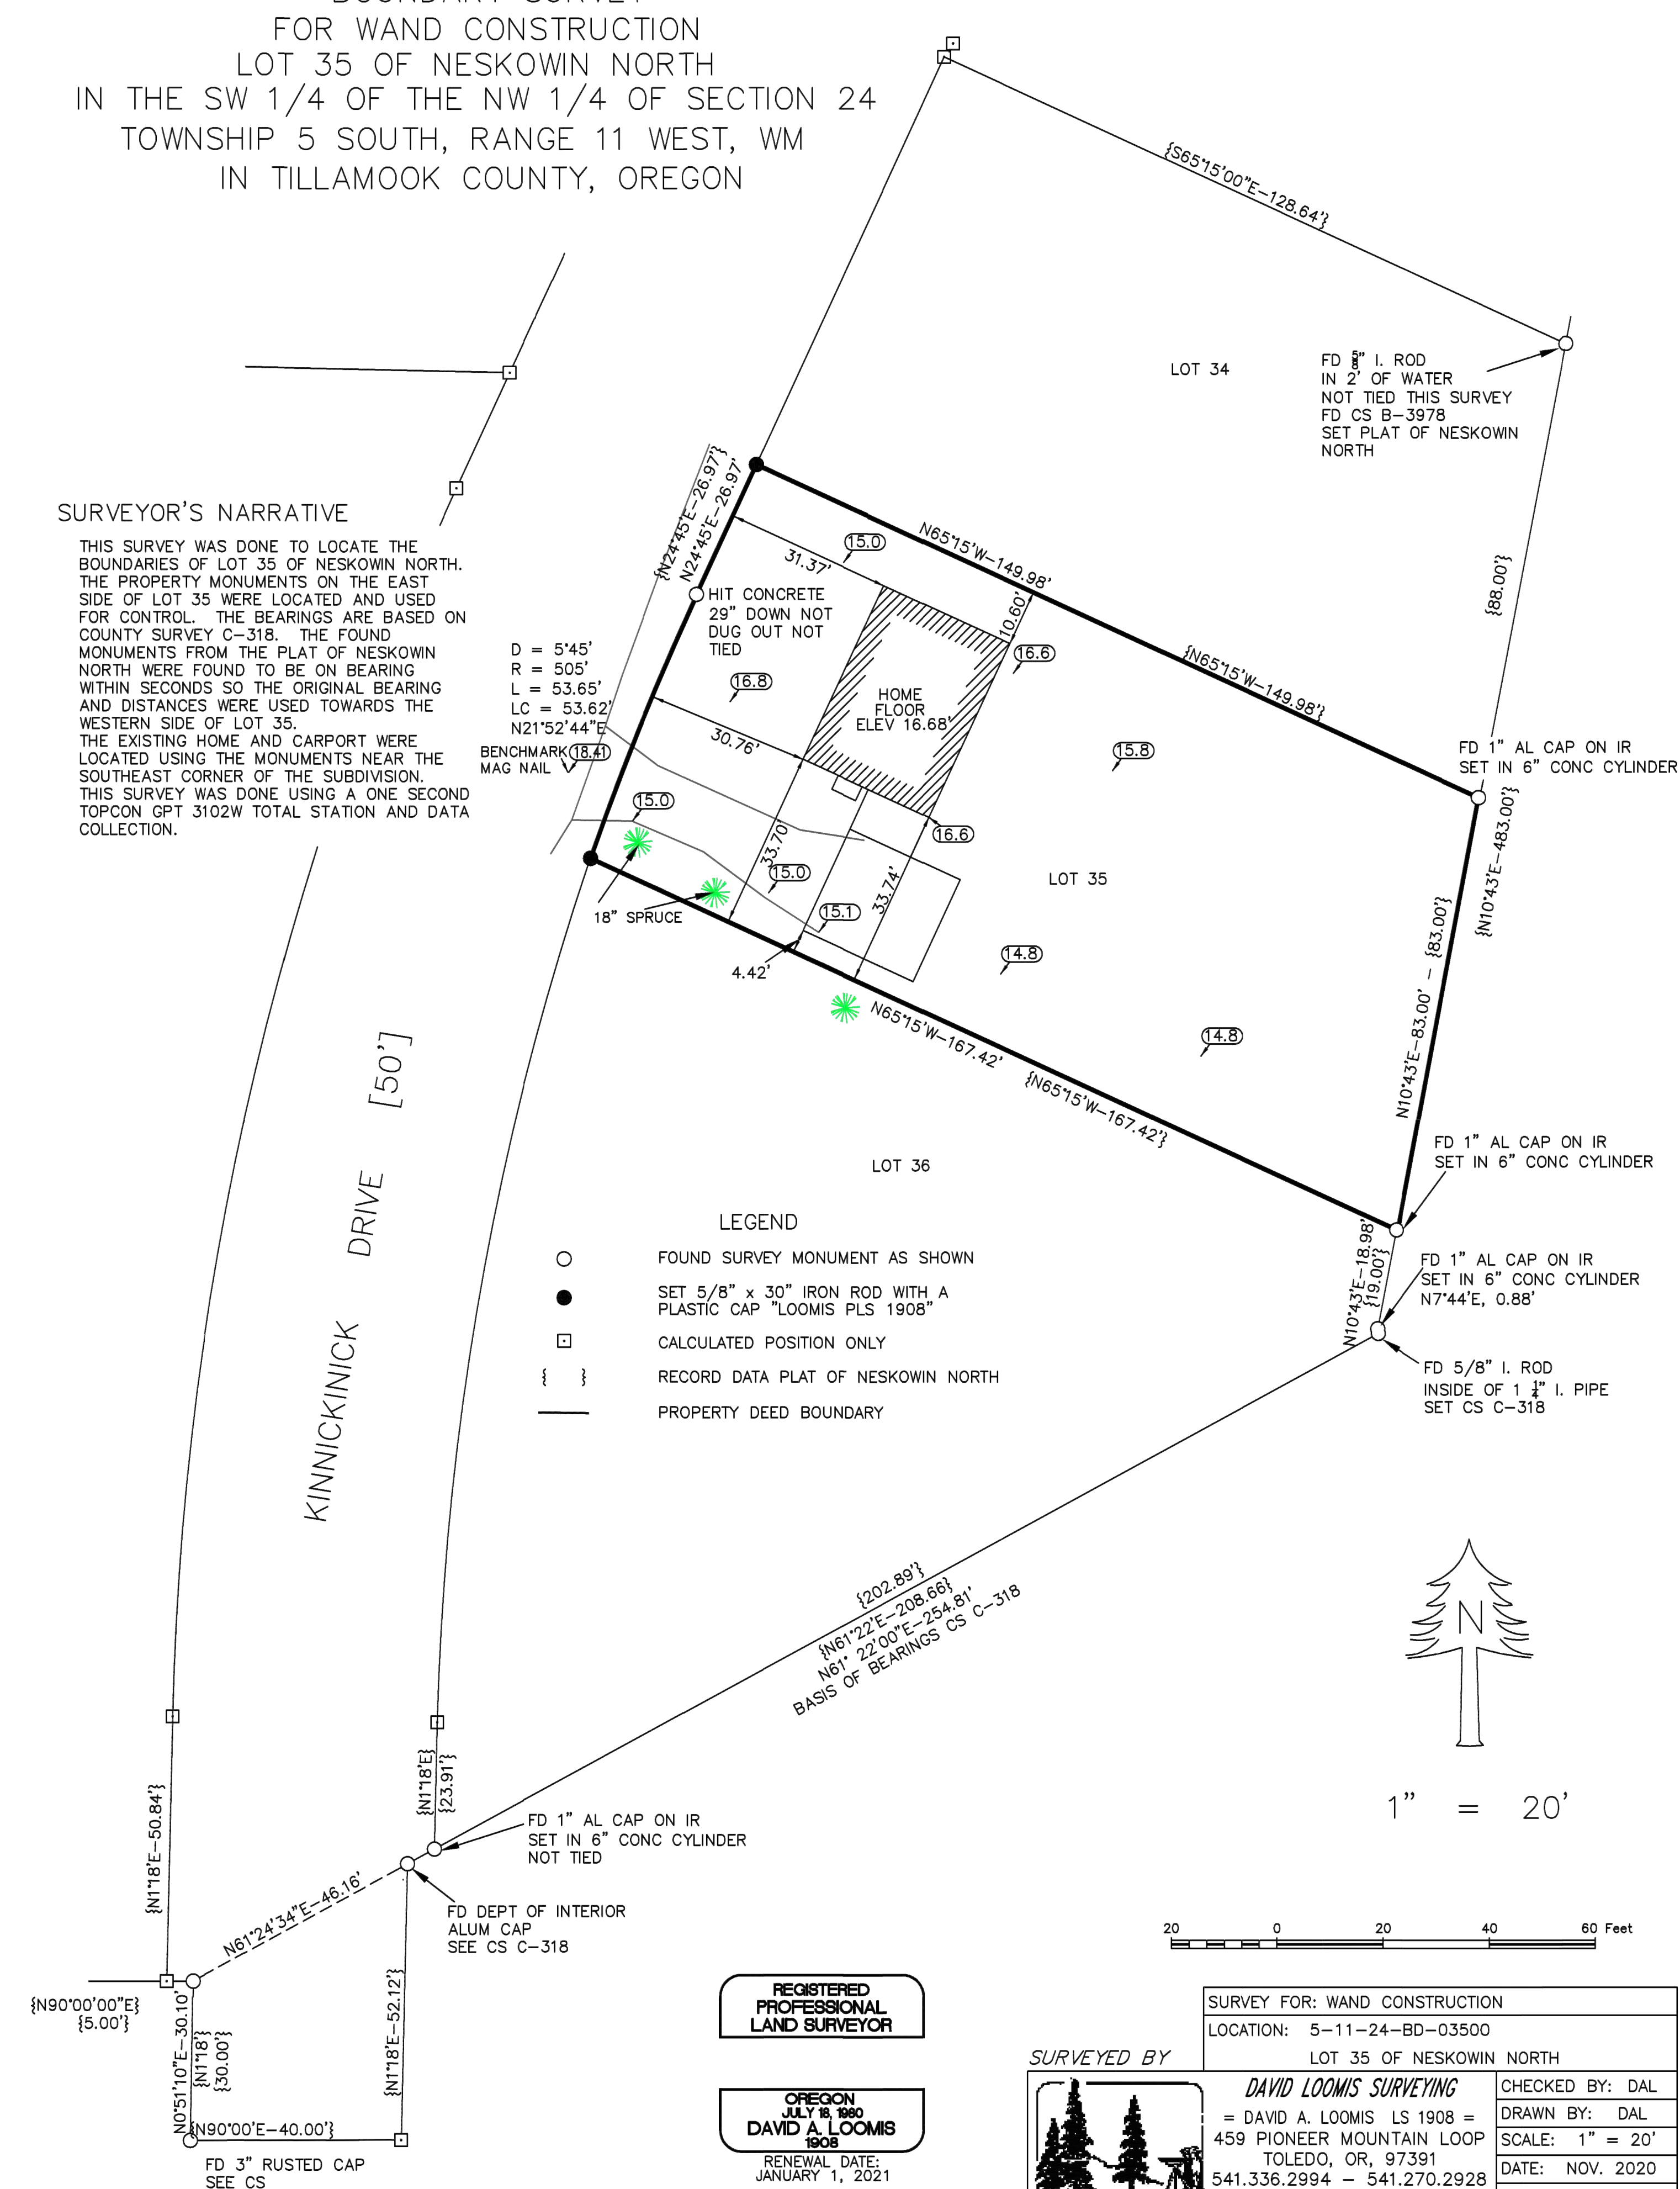 FOR WAND CONSTRUCTION
LOT 35 OF NESKOWIN NORTH
IN THE SW 1/4 OF THE NW 1/4 OF SECTION 24
TOWNSHIP 5 SOUTH, RANGE 11 WEST, WM
IN TILLAMOOK COUNTY, OREGON
{S65°15'00"E-128.64'}
LOT 34
FD 5/8" I. ROD
IN 2' OF WATER
NOT TIED THIS SURVEY
FD CS B-3978
SET PLAT OF NESKOWIN
NORTH
{88.00'}
SURVEYOR'S NARRATIVE
THIS SURVEY WAS DONE TO LOCATE THE
BOUNDARIES OF LOT 35 OF NESKOWIN NORTH.
THE PROPERTY MONUMENTS ON THE EAST
SIDE OF LOT 35 WERE LOCATED AND USED
FOR CONTROL. THE BEARINGS ARE BASED ON
COUNTY SURVEY C-318. THE FOUND
MONUMENTS FROM THE PLAT OF NESKOWN
NORTH WERE FOUND TO BE ON BEARING
WITHIN SECONDS SO THE ORIGINAL BEARING
AND DISTANCES WERE USED TOWARDS THE
WESTERN SIDE OF LOT 35.
THE EXISTING HOME AND CARPORT WERE
LOCATED USING THE MONUMENTS NEAR THE
SOUTHEAST CORNER OF THE SUBDIVISION.
THIS SURVEY WAS DONE USING A ONE SECOND
TOPCON GPT 3102W TOTAL STATION AND DATA
COLLECTION.
{N24°45'E-26.97'}
N24°45'E-26.97'
HIT CONCRETE
29" DOWN NOT
DUG OUT NOT
TIED
D = 5°45'
R = 505'
L = 53.65'
LC = 53.62'
N21°52'44"E
BENCHMARK 18.41
MAG NAIL
31.37'
15.0
N65°15'W-149.98'
10.60'
16.6
{N65°15'W-149.98'}
16.8
HOME
FLOOR
ELEV 16.68'
30.76'
15.8
FD 1" AL CAP ON IR
SET IN 6" CONC CYLINDER
15.0
33.70'
16.6
15.0
33.74'
LOT 35
18" SPRUCE
15.1
4.42'
14.8
14.8
N65°15'W-167.42'
{N65°15'W-167.42'}
N10°43'E-83.00' - {83.00'}
{N10°43'E-483.00'}
KINNICKINICK DRIVE [50']
LOT 36
FD 1" AL CAP ON IR
SET IN 6" CONC CYLINDER
N10°43'E-18.98'
{19.00'}
FD 1" AL CAP ON IR
SET IN 6" CONC CYLINDER
N7°44'E, 0.88'
FD 5/8" I. ROD
INSIDE OF 1 1/4" I. PIPE
SET CS C-318
LEGEND
FOUND SURVEY MONUMENT AS SHOWN
SET 5/8" x 30" IRON ROD WITH A
PLASTIC CAP "LOOMIS PLS 1908"
CALCULATED POSITION ONLY
{ } RECORD DATA PLAT OF NESKOWIN NORTH
PROPERTY DEED BOUNDARY
{202.89'}
{N61°22'E-208.66}
N61° 22'00"E-254.81'
BASIS OF BEARINGS CS C-318
N
1" = 20'
{N1°18'E-50.84'}
{N1°18'E}
{23.91'}
FD 1" AL CAP ON IR
SET IN 6" CONC CYLINDER
NOT TIED
N61°24'34"E-46.16'
FD DEPT OF INTERIOR
ALUM CAP
SEE CS C-318
{N90°00'00"E}
{5.00'}
N0°51'10"E-30.10'
{N1°18'}
{30.00'}
{N1°18'E-52.12'}
{N90°00'E-40.00'}
FD 3" RUSTED CAP
SEE CS
20 0 20 40 60 Feet
REGISTERED
PROFESSIONAL
LAND SURVEYOR
OREGON
JULY 18, 1980
DAVID A. LOOMIS
1908
RENEWAL DATE:
JANUARY 1, 2021
SURVEYED BY
SURVEY FOR: WAND CONSTRUCTION
LOCATION: 5-11-24-BD-03500
LOT 35 OF NESKOWIN NORTH
DAVID LOOMIS SURVEYING
= DAVID A. LOOMIS LS 1908 =
459 PIONEER MOUNTAIN LOOP
TOLEDO, OR, 97391
541.336.2994 - 541.270.2928
CHECKED BY: DAL
DRAWN BY: DAL
SCALE: 1" = 20'
DATE: NOV. 2020